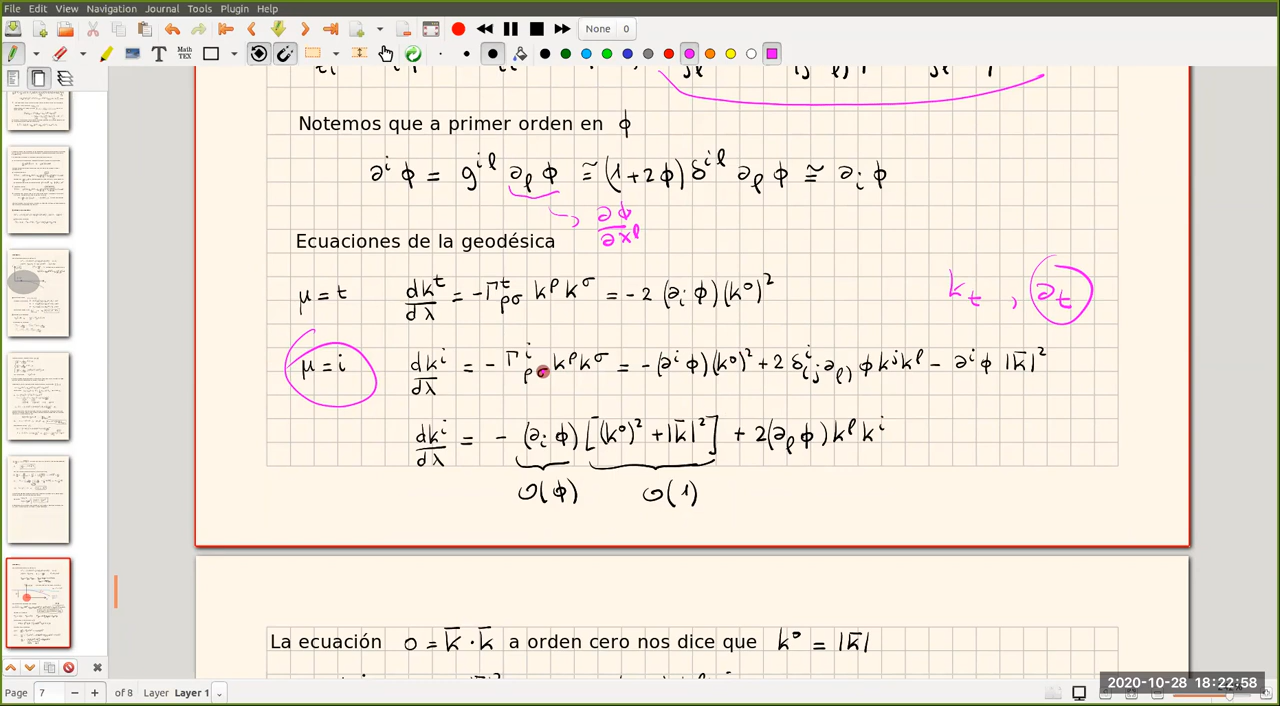 File Edit View Navigation Journal Tools Plugin Help
None 0
T Math TEX
Notemos que a primer orden en ϕ
∂^i ϕ = g^{il} ∂_l ϕ ≅ (1+2ϕ) δ^{il} ∂_l ϕ ≅ ∂_i ϕ
∂ϕ/∂x^l
Ecuaciones de la geodésica
μ = t dk^t/dλ = -Γ^t_{ρσ} k^ρ k^σ = -2 (∂_i ϕ)(k^0)^2 k_t , ∂_t
μ = i dk^i/dλ = - Γ^i_{ρσ} k^ρ k^σ = -(∂^i ϕ)(k^0)^2 + 2 δ^i_{(j} ∂_{l)} ϕ k^j k^l - ∂^i ϕ |k̄|^2
dk^i/dλ = - (∂_i ϕ) [(k^0)^2 + |k̄|^2] + 2(∂_l ϕ) k^l k^i
O(ϕ) O(1)
La ecuación 0 = k̄ · k̄ a orden cero nos dice que k^0 = |k̄|
2020-10-28 18:22:58
Page 7 of 8 Layer Layer 1